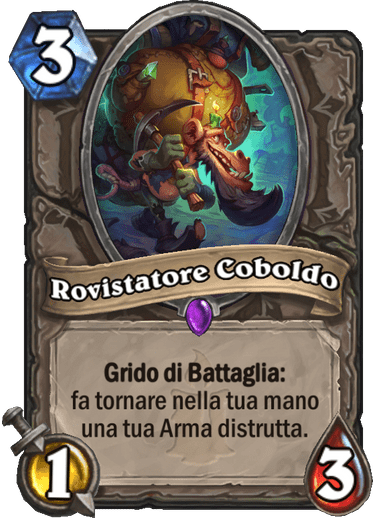 3
Rovistatore Coboldo
Grido di Battaglia:
fa tornare nella tua mano
una tua Arma distrutta.
1
3